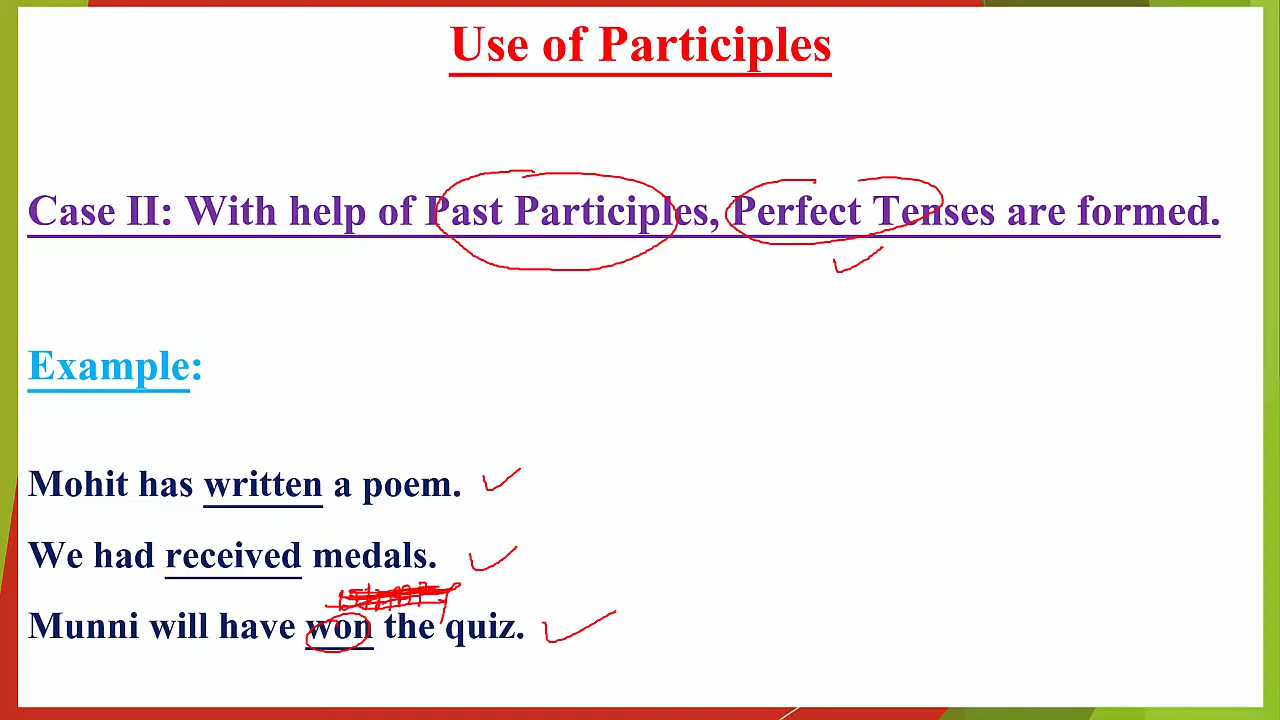 Use of Participles
Case II: With help of Past Participles, Perfect Tenses are formed.
Example:
Mohit has written a poem.
We had received medals.
Munni will have won the quiz.